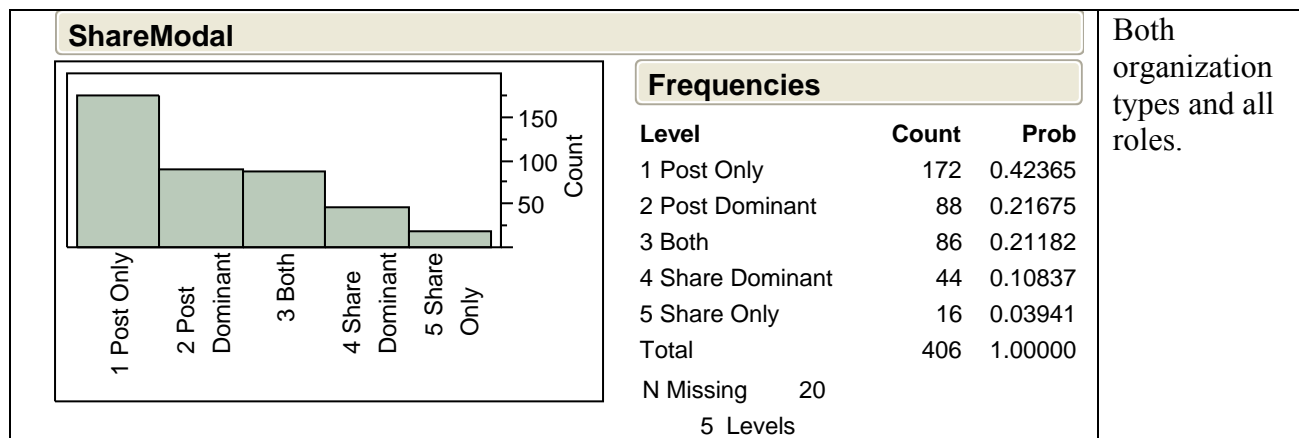 ShareModal
150
100
50
Count
1 Post Only
2 Post
Dominant
3 Both
4 Share
Dominant
5 Share
Only
Frequencies
Level Count Prob
1 Post Only 172 0.42365
2 Post Dominant 88 0.21675
3 Both 86 0.21182
4 Share Dominant 44 0.10837
5 Share Only 16 0.03941
Total 406 1.00000
N Missing 20
5 Levels
Both
organization
types and all
roles.